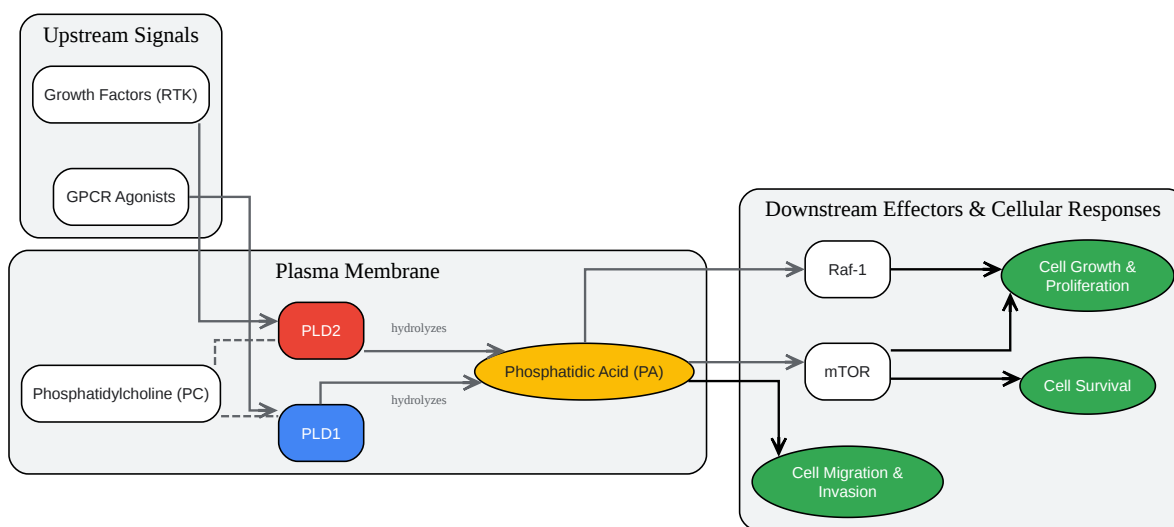 Upstream Signals
Growth Factors (RTK)
GPCR Agonists
Plasma Membrane
PLD2
hydrolyzes
Phosphatidylcholine (PC)
Phosphatidic Acid (PA)
hydrolyzes
PLD1
Downstream Effectors & Cellular Responses
Raf-1
Cell Growth &
Proliferation
mTOR
Cell Survival
Cell Migration &
Invasion